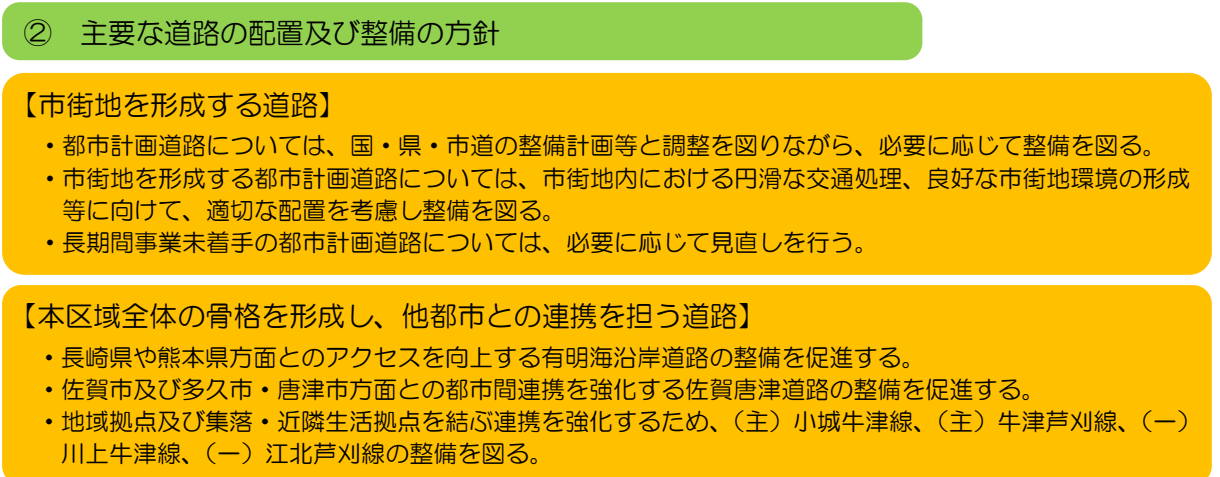 ② 主要な道路の配置及び整備の方針
【市街地を形成する道路】
・都市計画道路については、国・県・市道の整備計画等と調整を図りながら、必要に応じて整備を図る。
・市街地を形成する都市計画道路については、市街地内における円滑な交通処理、良好な市街地環境の形成
等に向けて、適切な配置を考慮し整備を図る。
・長期間事業未着手の都市計画道路については、必要に応じて見直しを行う。
【本区域全体の骨格を形成し、他都市との連携を担う道路】
・長崎県や熊本県方面とのアクセスを向上する有明海沿岸道路の整備を促進する。
・佐賀市及び多久市・唐津市方面との都市間連携を強化する佐賀唐津道路の整備を促進する。
・地域拠点及び集落・近隣生活拠点を結ぶ連携を強化するため、（主）小城牛津線、（主）牛津芦刈線、（一）
川上牛津線、（一）江北芦刈線の整備を図る。